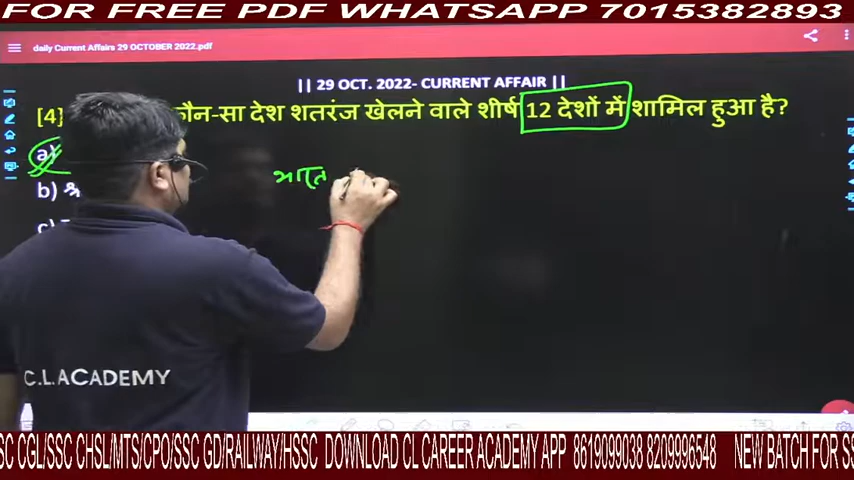 FOR FREE PDF WHATSAPP 7015382893
daily Current Affairs 29 OCTOBER 2022.pdf
|| 29 OCT. 2022- CURRENT AFFAIR ||
[4] कौन-सा देश शतरंज खेलने वाले शीर्ष 12 देशों में शामिल हुआ है?
a)
भारत
b) श्र
c)
C.L.ACADEMY
SC CGL/SSC CHSL/MTS/CPO/SSC GD/RAILWAY/HSSC DOWNLOAD CL CAREER ACADEMY APP 8619099038 8209996548 NEW BATCH FOR SS